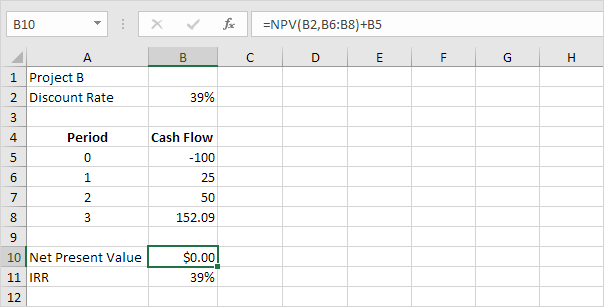 B10 fx =NPV(B2,B6:B8)+B5
A B C D E F G H
1 Project B
2 Discount Rate 39%
3
4 Period Cash Flow
5 0 -100
6 1 25
7 2 50
8 3 152.09
9
10 Net Present Value $0.00
11 IRR 39%
12